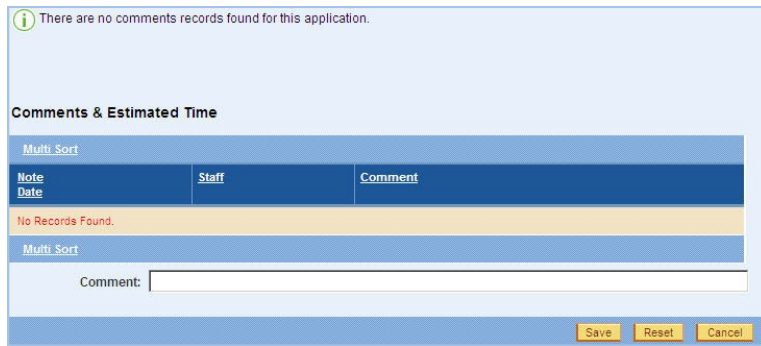 There are no comments records found for this application.
Comments & Estimated Time
Multi Sort
Note Date Staff Comment
No Records Found.
Multi Sort
Comment:
Save Reset Cancel